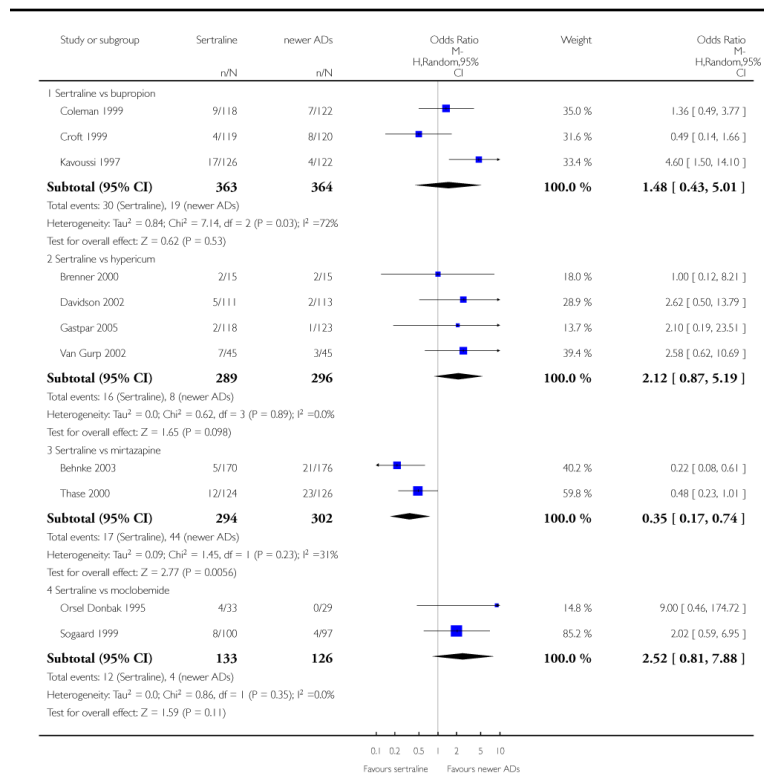 Study or subgroup Sertraline newer ADs Odds Ratio Weight Odds Ratio
M-
H,Random,95%
CI
M-
H,Random,95%
CI
n/N n/N
1 Sertraline vs bupropion
Coleman 1999 9/118 7/122 35.0 % 1.36 [ 0.49, 3.77 ]
Croft 1999 4/119 8/120 31.6 % 0.49 [ 0.14, 1.66 ]
Kavoussi 1997 17/126 4/122 33.4 % 4.60 [ 1.50, 14.10 ]
Subtotal (95% CI) 363 364 100.0 % 1.48 [ 0.43, 5.01 ]
Total events: 30 (Sertraline), 19 (newer ADs)
Heterogeneity: Tau² = 0.84; Chi² = 7.14, df = 2 (P = 0.03); I² =72%
Test for overall effect: Z = 0.62 (P = 0.53)
2 Sertraline vs hypericum
Brenner 2000 2/15 2/15 18.0 % 1.00 [ 0.12, 8.21 ]
Davidson 2002 5/111 2/113 28.9 % 2.62 [ 0.50, 13.79 ]
Gastpar 2005 2/118 1/123 13.7 % 2.10 [ 0.19, 23.51 ]
Van Gurp 2002 7/45 3/45 39.4 % 2.58 [ 0.62, 10.69 ]
Subtotal (95% CI) 289 296 100.0 % 2.12 [ 0.87, 5.19 ]
Total events: 16 (Sertraline), 8 (newer ADs)
Heterogeneity: Tau² = 0.0; Chi² = 0.62, df = 3 (P = 0.89); I² =0.0%
Test for overall effect: Z = 1.65 (P = 0.098)
3 Sertraline vs mirtazapine
Behnke 2003 5/170 21/176 40.2 % 0.22 [ 0.08, 0.61 ]
Thase 2000 12/124 23/126 59.8 % 0.48 [ 0.23, 1.01 ]
Subtotal (95% CI) 294 302 100.0 % 0.35 [ 0.17, 0.74 ]
Total events: 17 (Sertraline), 44 (newer ADs)
Heterogeneity: Tau² = 0.09; Chi² = 1.45, df = 1 (P = 0.23); I² =31%
Test for overall effect: Z = 2.77 (P = 0.0056)
4 Sertraline vs moclobemide
Orsel Donbak 1995 4/33 0/29 14.8 % 9.00 [ 0.46, 174.72 ]
Sogaard 1999 8/100 4/97 85.2 % 2.02 [ 0.59, 6.95 ]
Subtotal (95% CI) 133 126 100.0 % 2.52 [ 0.81, 7.88 ]
Total events: 12 (Sertraline), 4 (newer ADs)
Heterogeneity: Tau² = 0.0; Chi² = 0.86, df = 1 (P = 0.35); I² =0.0%
Test for overall effect: Z = 1.59 (P = 0.11)
0.1 0.2 0.5 1 2 5 10
Favours sertraline Favours newer ADs